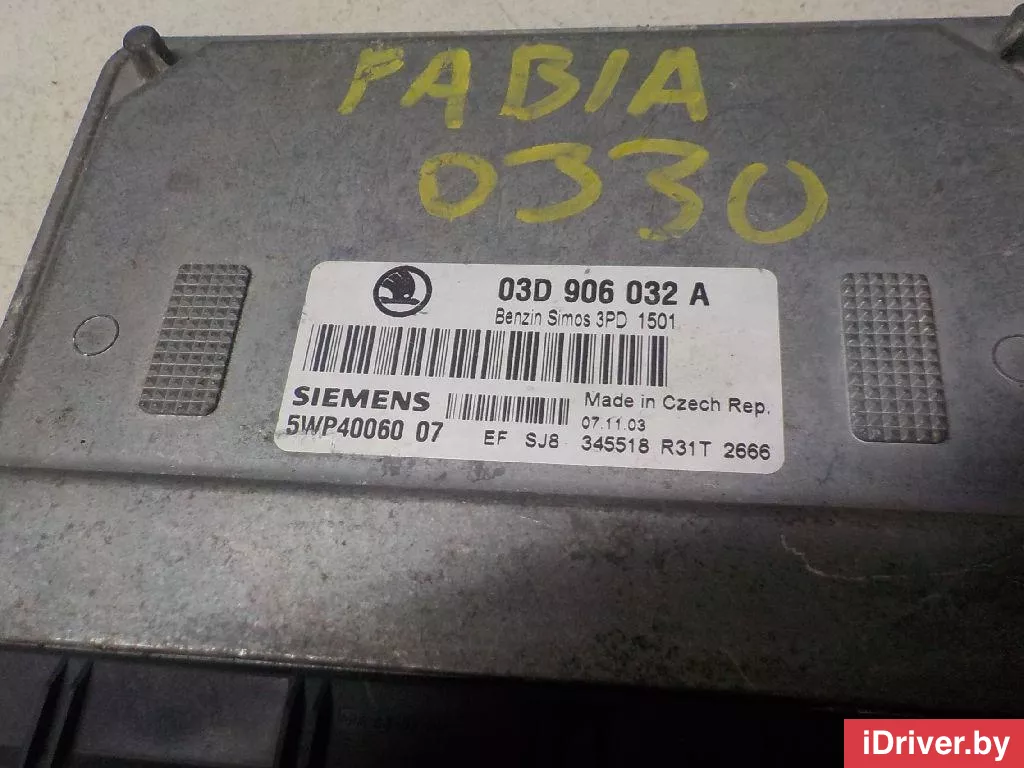 FABIA
0330
03D 906 032 A
Benzin Simos 3PD 1501
SIEMENS
Made in Czech Rep.
07.11.03
5WP40060 07
EF SJ8 345518 R31T 2666
iDriver.by